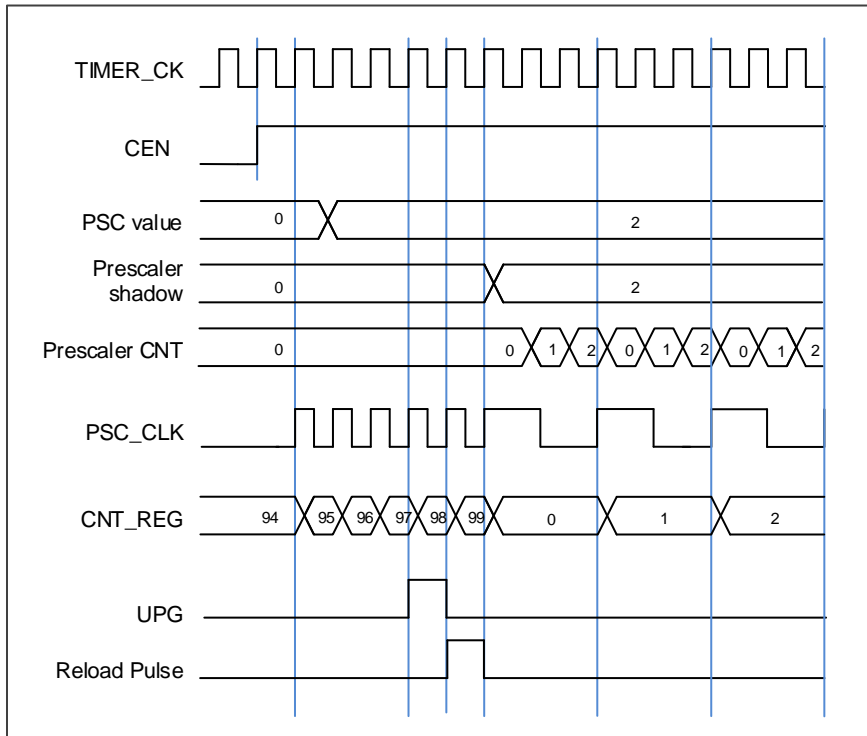 TIMER_CK
CEN
PSC value 0 2
Prescaler
shadow 0 2
Prescaler CNT 0 0 1 2 0 1 2 0 1 2
PSC_CLK
CNT_REG 94 95 96 97 98 99 0 1 2
UPG
Reload Pulse